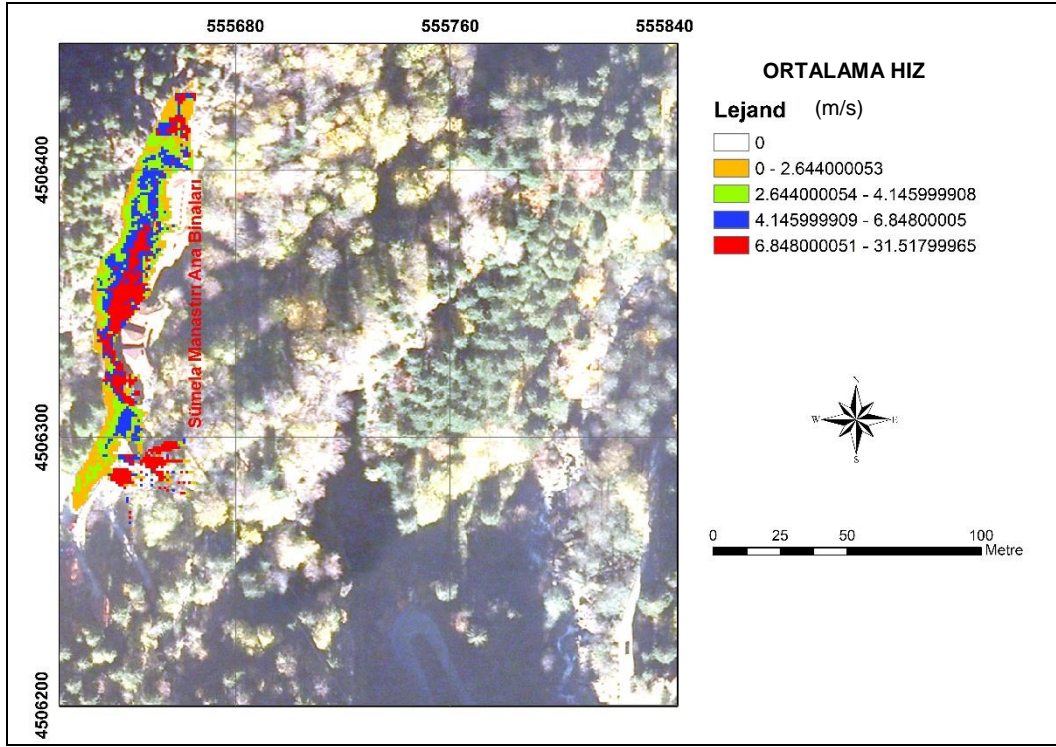 555680
555760
555840
4506400
4506300
4506200
Sümela Manastırı Ana Binaları
ORTALAMA HIZ
Lejand (m/s)
0
0 - 2.644000053
2.644000054 - 4.145999908
4.145999909 - 6.84800005
6.848000051 - 31.51799965
N
W
E
S
0 25 50 100
Metre